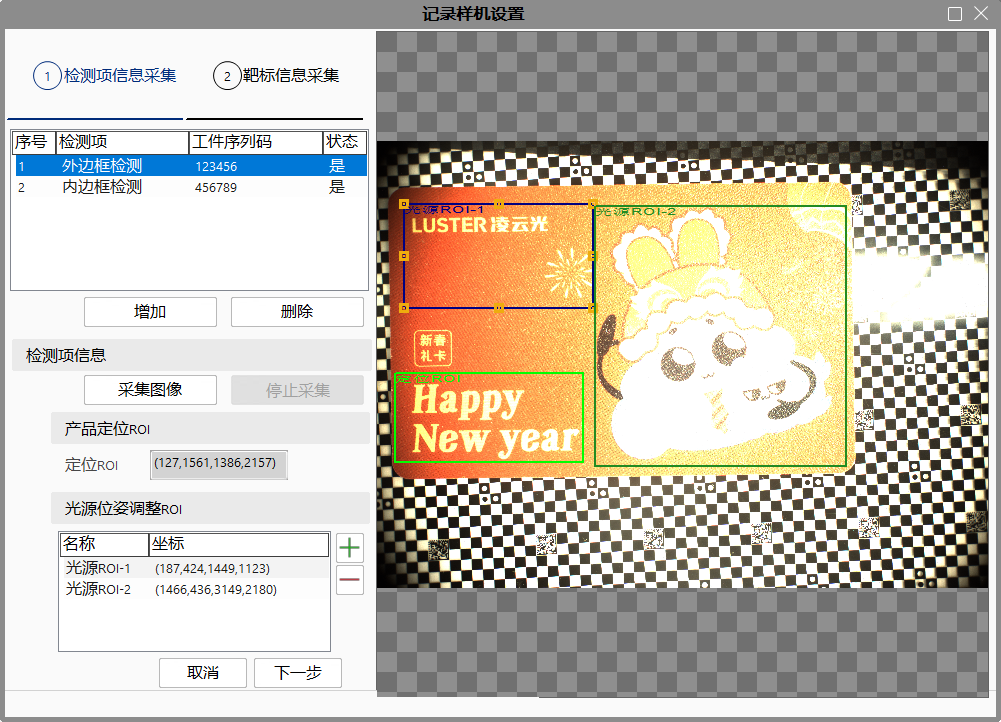 记录样机设置
1 检测项信息采集 2 靶标信息采集
序号 检测项 工件序列码 状态
1 外边框检测 123456 是
2 内边框检测 456789 是
增加 删除
检测项信息
采集图像 停止采集
产品定位ROI
定位ROI (127,1561,1386,2157)
光源位姿调整ROI
名称 坐标
光源ROI-1 (187,424,1449,1123)
光源ROI-2 (1466,436,3149,2180)
取消 下一步
光源ROI-1 光源ROI-2
LUSTER 凌云光
新春
礼卡
定位ROI
Happy
New year